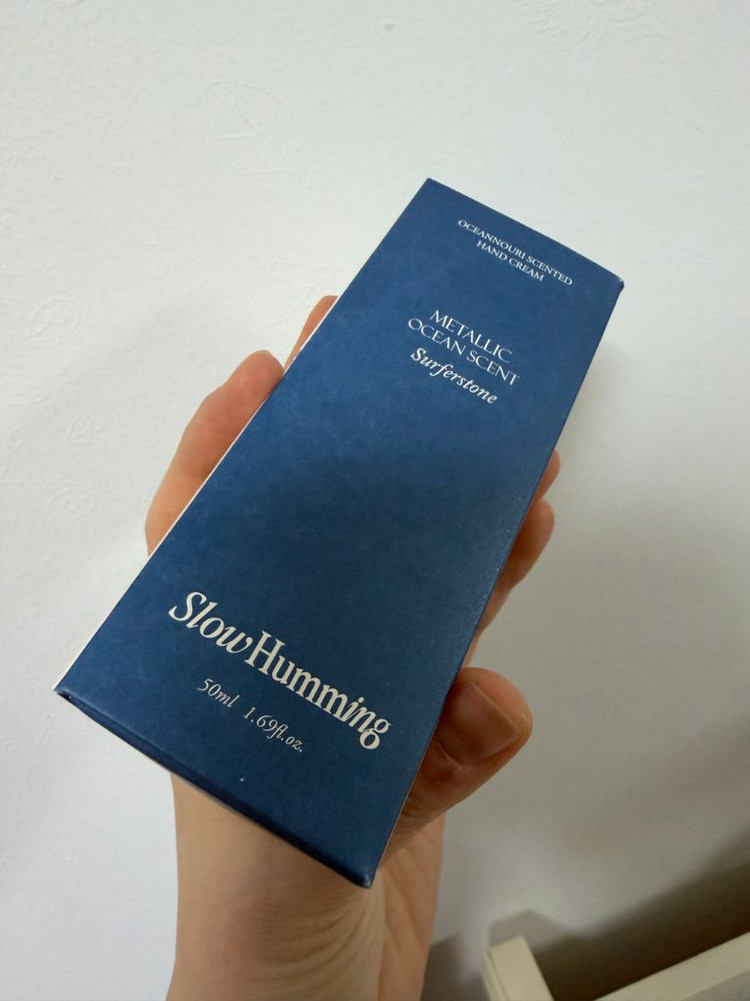 OCEANNOURI SCENTED
HAND CREAM
METALLIC
OCEAN SCENT
Surferstone
Slow Humming
50ml 1.69fl.oz.